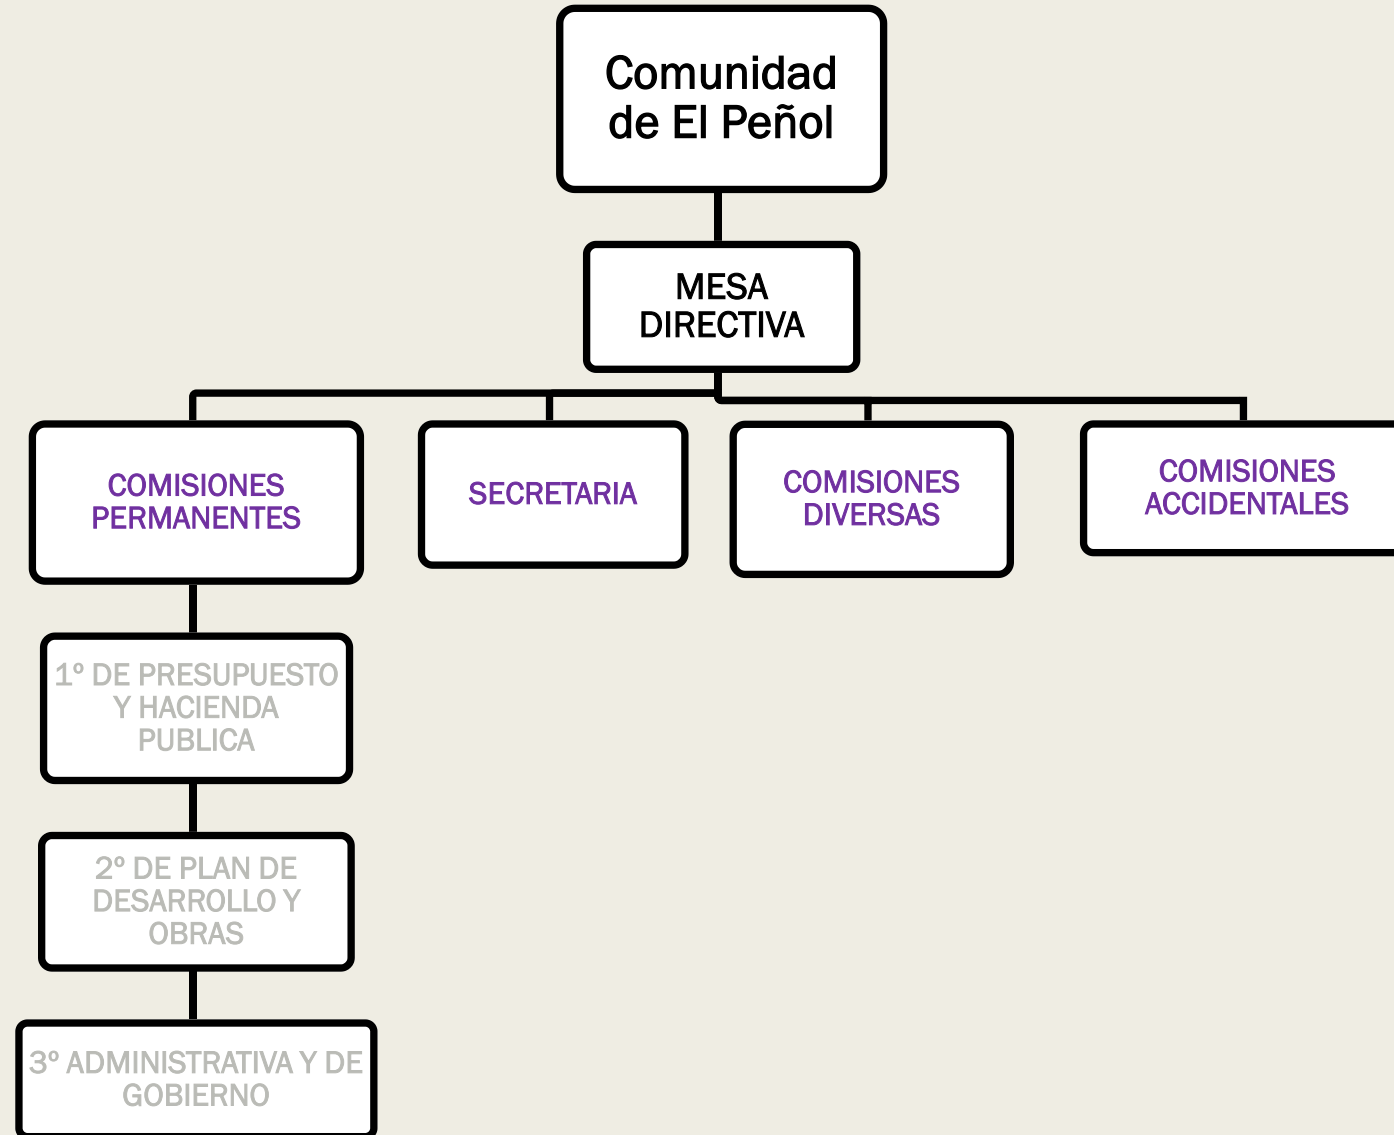 Comunidad
de El Peñol
MESA
DIRECTIVA
COMISIONES
PERMANENTES
SECRETARIA
COMISIONES
DIVERSAS
COMISIONES
ACCIDENTALES
1º DE PRESUPUESTO
Y HACIENDA
PUBLICA
2º DE PLAN DE
DESARROLLO Y
OBRAS
3º ADMINISTRATIVA Y DE
GOBIERNO